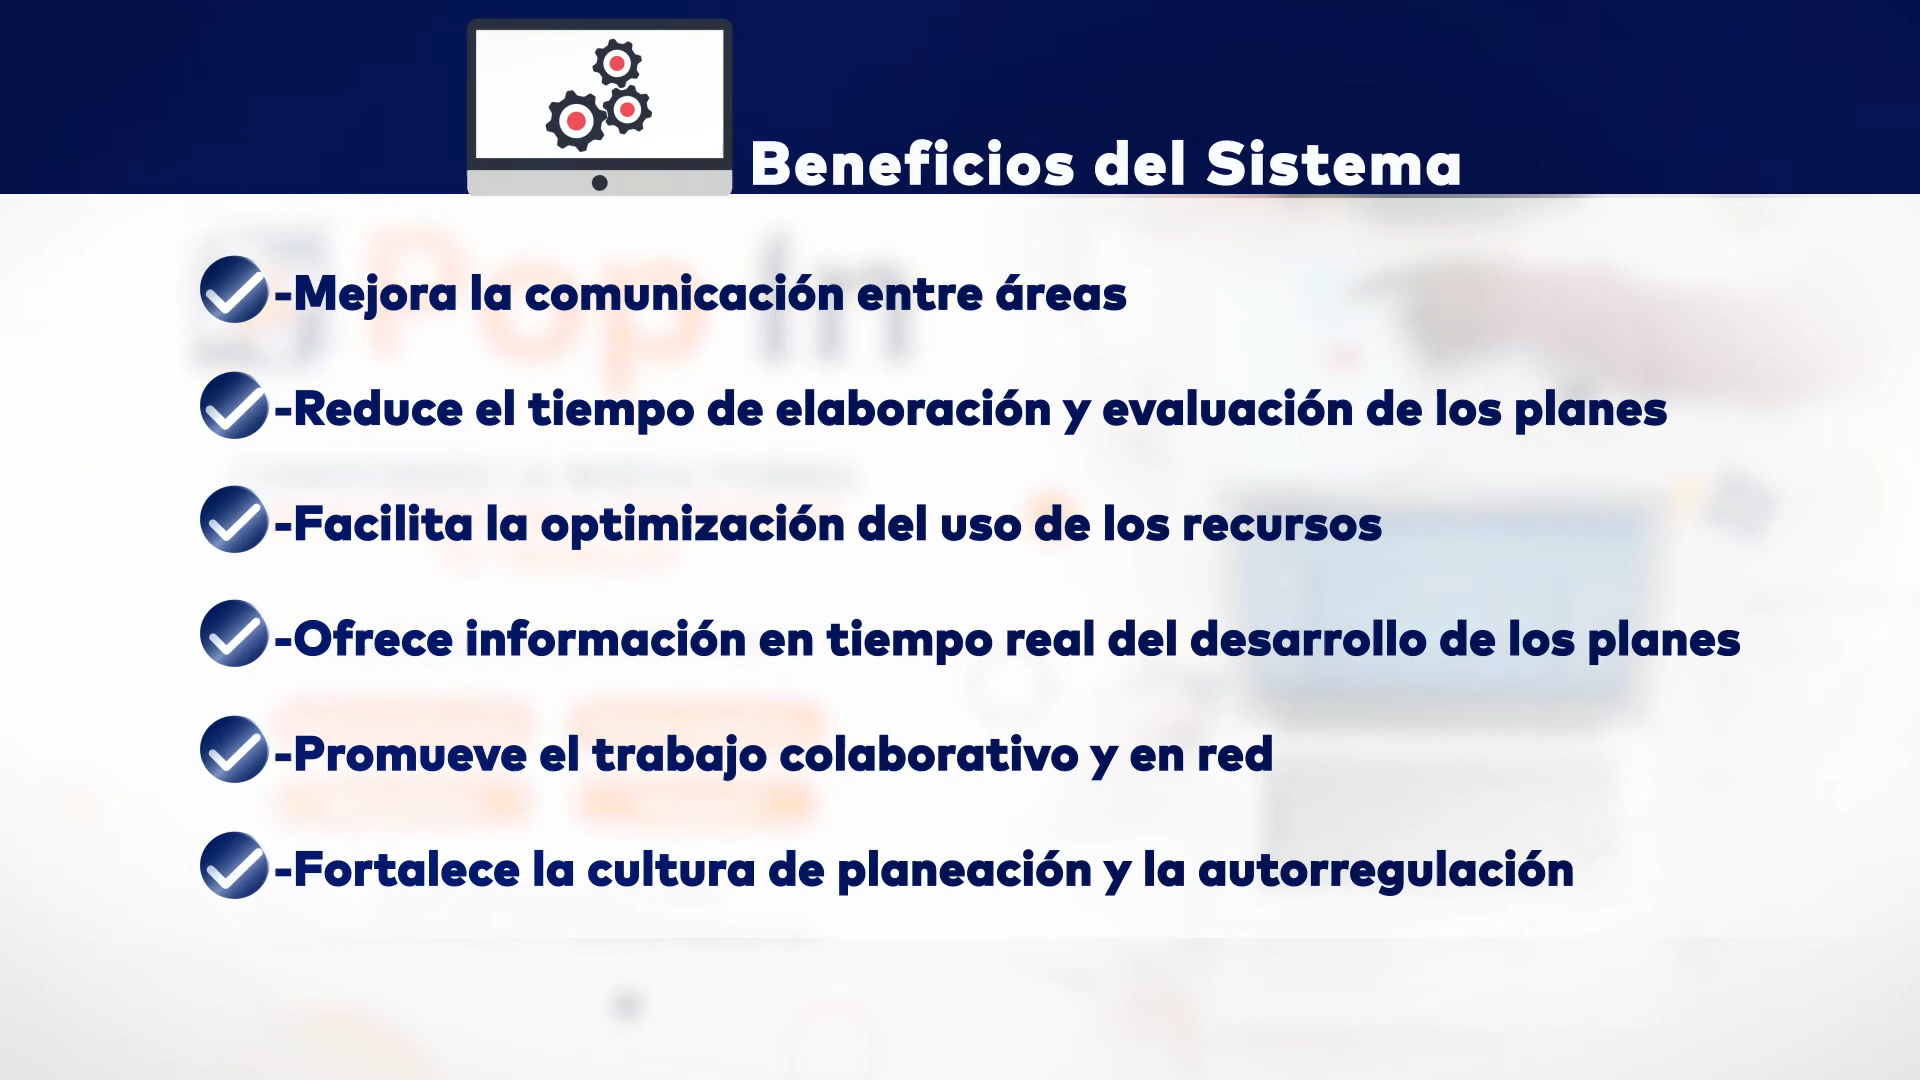 Beneficios del Sistema
Pop In
-Mejora la comunicación entre áreas
-Reduce el tiempo de elaboración y evaluación de los planes
-Facilita la optimización del uso de los recursos
-Ofrece información en tiempo real del desarrollo de los planes
-Promueve el trabajo colaborativo y en red
-Fortalece la cultura de planeación y la autorregulación